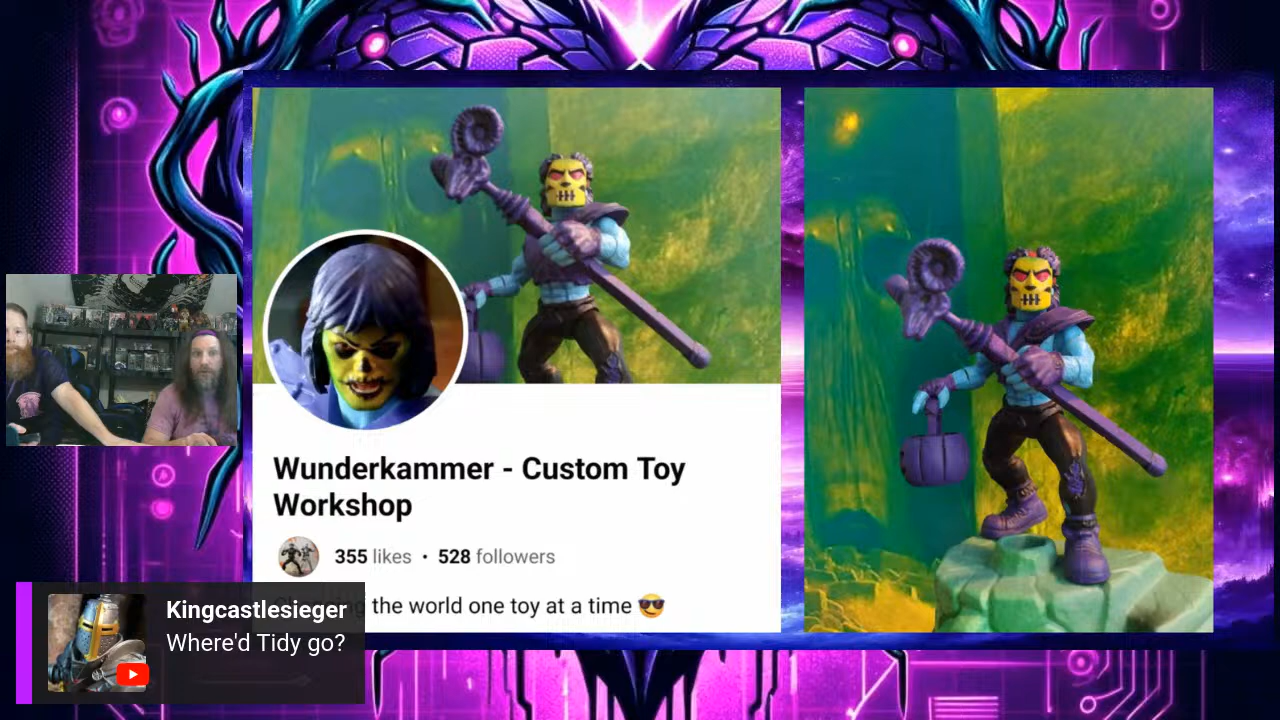 Wunderkammer - Custom Toy
Workshop
355 likes • 528 followers
the world one toy at a time 😎
Kingcastlesieger
Where'd Tidy go?